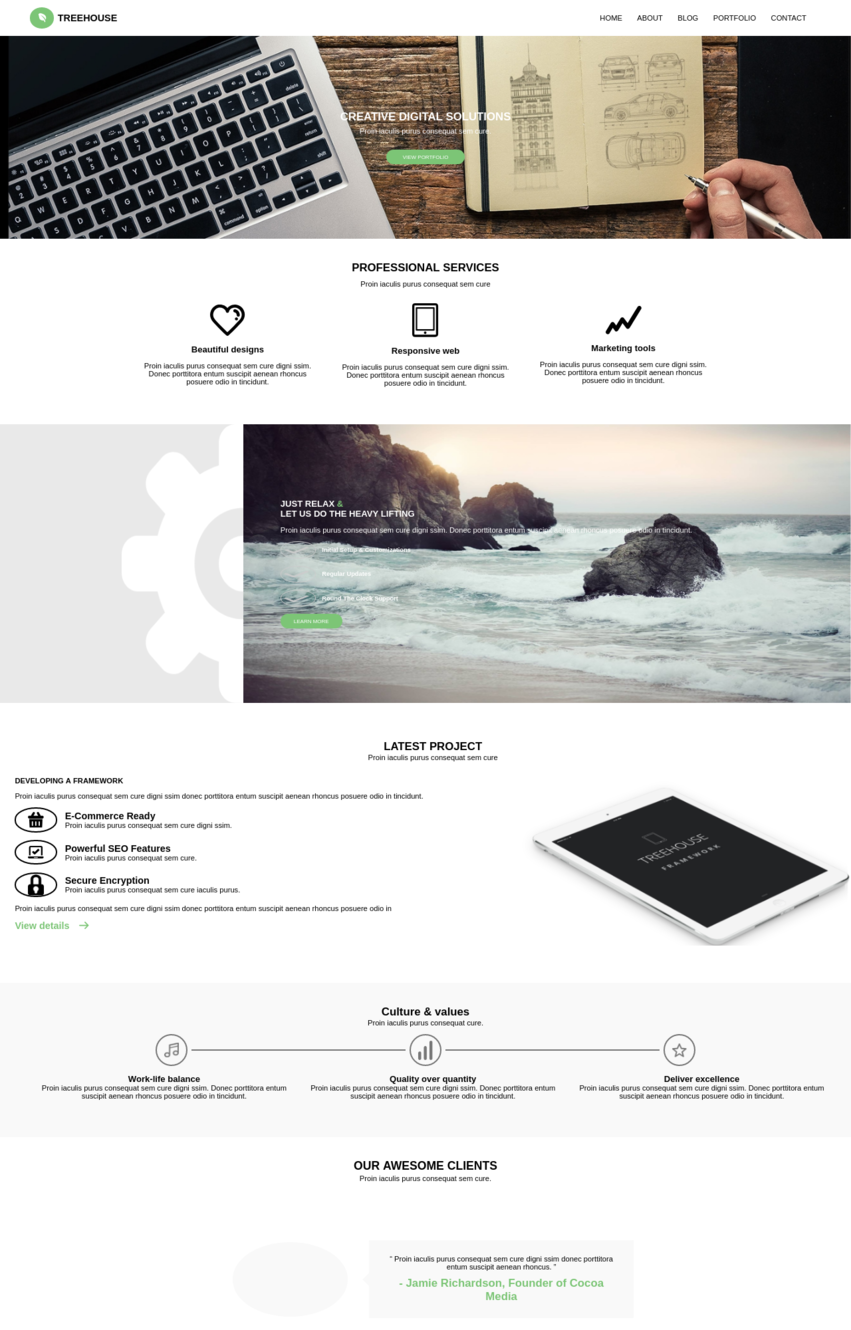 TREEHOUSE
HOME ABOUT BLOG PORTFOLIO CONTACT
CREATIVE DIGITAL SOLUTIONS
Proin iaculis purus consequat sem cure
VIEW PORTFOLIO
PROFESSIONAL SERVICES
Proin iaculis purus consequat sem cure
Beautiful designs
Proin iaculis purus consequat sem cure digni ssim.
Donec porttitora entum suscipit aenean rhoncus
posuere odio in tincidunt.
Responsive web
Proin iaculis purus consequat sem cure digni ssim.
Donec porttitora entum suscipit aenean rhoncus
posuere odio in tincidunt.
Marketing tools
Proin iaculis purus consequat sem cure digni ssim.
Donec porttitora entum suscipit aenean rhoncus
posuere odio in tincidunt.
JUST RELAX &
LET US DO THE HEAVY LIFTING
Proin iaculis purus consequat sem cure digni ssim. Donec porttitora entum suscipit aenean rhoncus posuere odio in tincidunt.
Initial Setup & Customizations
Regular Updates
Round The Clock Support
LEARN MORE
LATEST PROJECT
Proin iaculis purus consequat sem cure
DEVELOPING A FRAMEWORK
Proin iaculis purus consequat sem cure digni ssim donec porttitora entum suscipit aenean rhoncus posuere odio in tincidunt.
E-Commerce Ready
Proin iaculis purus consequat sem cure digni ssim.
Powerful SEO Features
Proin iaculis purus consequat sem cure.
Secure Encryption
Proin iaculis purus consequat sem cure iaculis purus.
Proin iaculis purus consequat sem cure digni ssim donec porttitora entum suscipit aenean rhoncus posuere odio in
View details
TREEHOUSE
FRAMEWORK
Culture & values
Proin iaculis purus consequat cure.
Work-life balance
Proin iaculis purus consequat sem cure digni ssim. Donec porttitora entum
suscipit aenean rhoncus posuere odio in tincidunt.
Quality over quantity
Proin iaculis purus consequat sem cure digni ssim. Donec porttitora entum
suscipit aenean rhoncus posuere odio in tincidunt.
Deliver excellence
Proin iaculis purus consequat sem cure digni ssim. Donec porttitora entum
suscipit aenean rhoncus posuere odio in tincidunt.
OUR AWESOME CLIENTS
Proin iaculis purus consequat sem cure.
" Proin iaculis purus consequat sem cure digni ssim donec porttitora
entum suscipit aenean rhoncus. "
- Jamie Richardson, Founder of Cocoa
Media